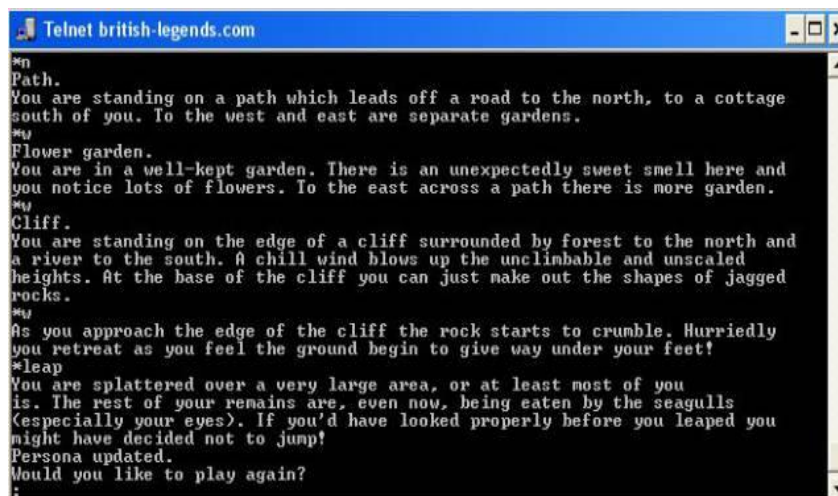 Telnet british-legends.com
*n
Path.
You are standing on a path which leads off a road to the north, to a cottage
south of you. To the west and east are separate gardens.
*w
Flower garden.
You are in a well-kept garden. There is an unexpectedly sweet smell here and
you notice lots of flowers. To the east across a path there is more garden.
*w
Cliff.
You are standing on the edge of a cliff surrounded by forest to the north and
a river to the south. A chill wind blows up the unclimbable and unscaled
heights. At the base of the cliff you can just make out the shapes of jagged
rocks.
*w
As you approach the edge of the cliff the rock starts to crumble. Hurriedly
you retreat as you feel the ground begin to give way under your feet!
*leap
You are splattered over a very large area, or at least most of you
is. The rest of your remains are, even now, being eaten by the seagulls
(especially your eyes). If you'd have looked properly before you leaped you
might have decided not to jump!
Persona updated.
Would you like to play again?
: